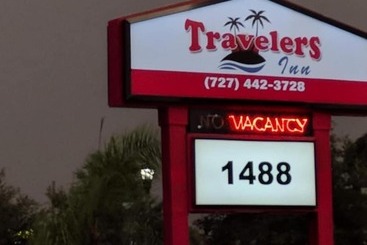 Travelers
Inn
(727) 442-3728
NO VACANCY
1488